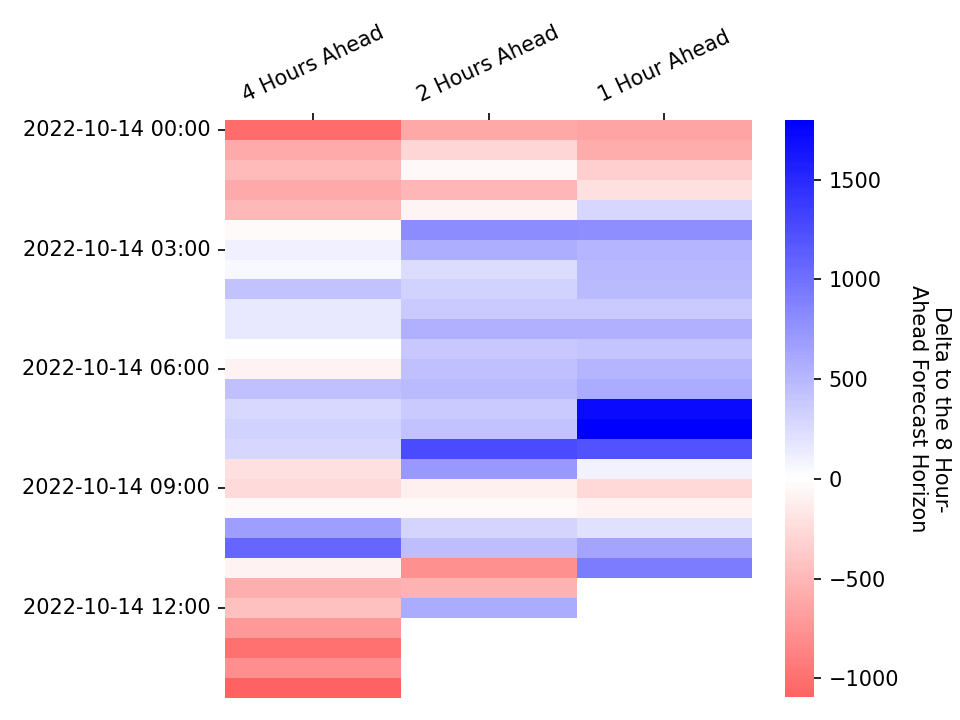 4 Hours Ahead
2 Hours Ahead
1 Hour Ahead
2022-10-14 00:00
2022-10-14 03:00
2022-10-14 06:00
2022-10-14 09:00
2022-10-14 12:00
1500
1000
500
0
−500
−1000
Delta to the 8 Hour-
Ahead Forecast Horizon